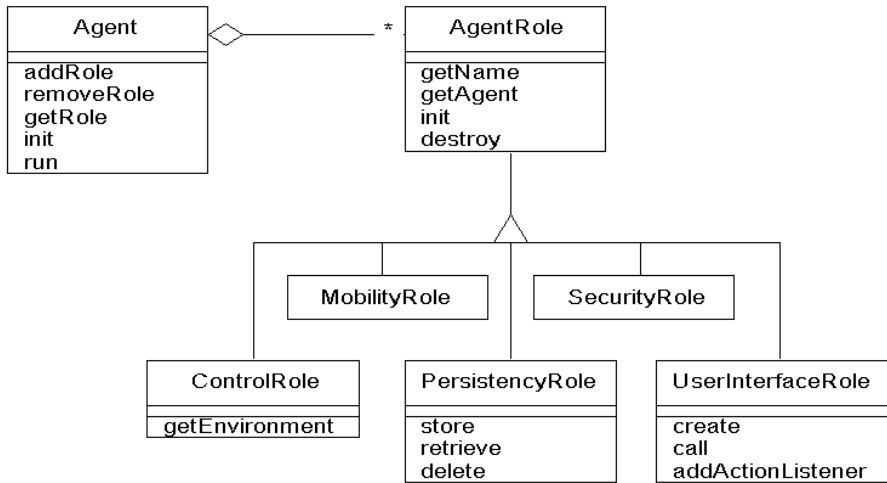 Agent
addRole
removeRole
getRole
init
run
*
AgentRole
getName
getAgent
init
destroy
MobilityRole
SecurityRole
ControlRole
getEnvironment
PersistencyRole
store
retrieve
delete
UserInterfaceRole
create
call
addActionListener